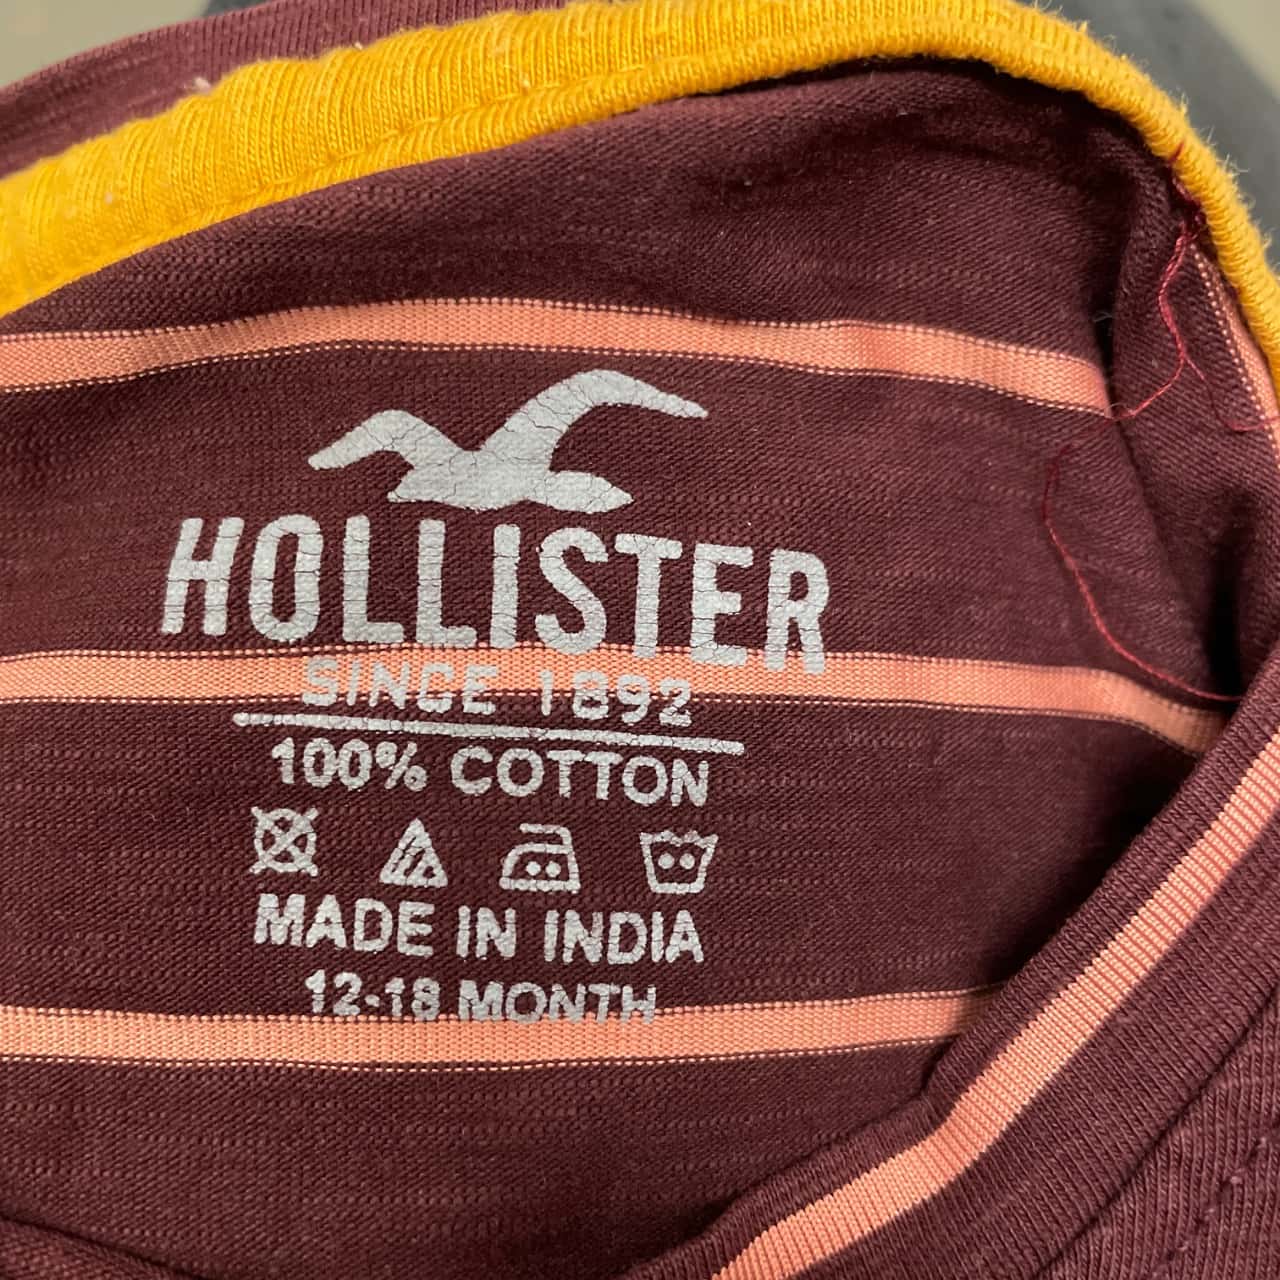 HOLLISTER
SINCE 1892
100% COTTON
MADE IN INDIA
12-18 MONTH